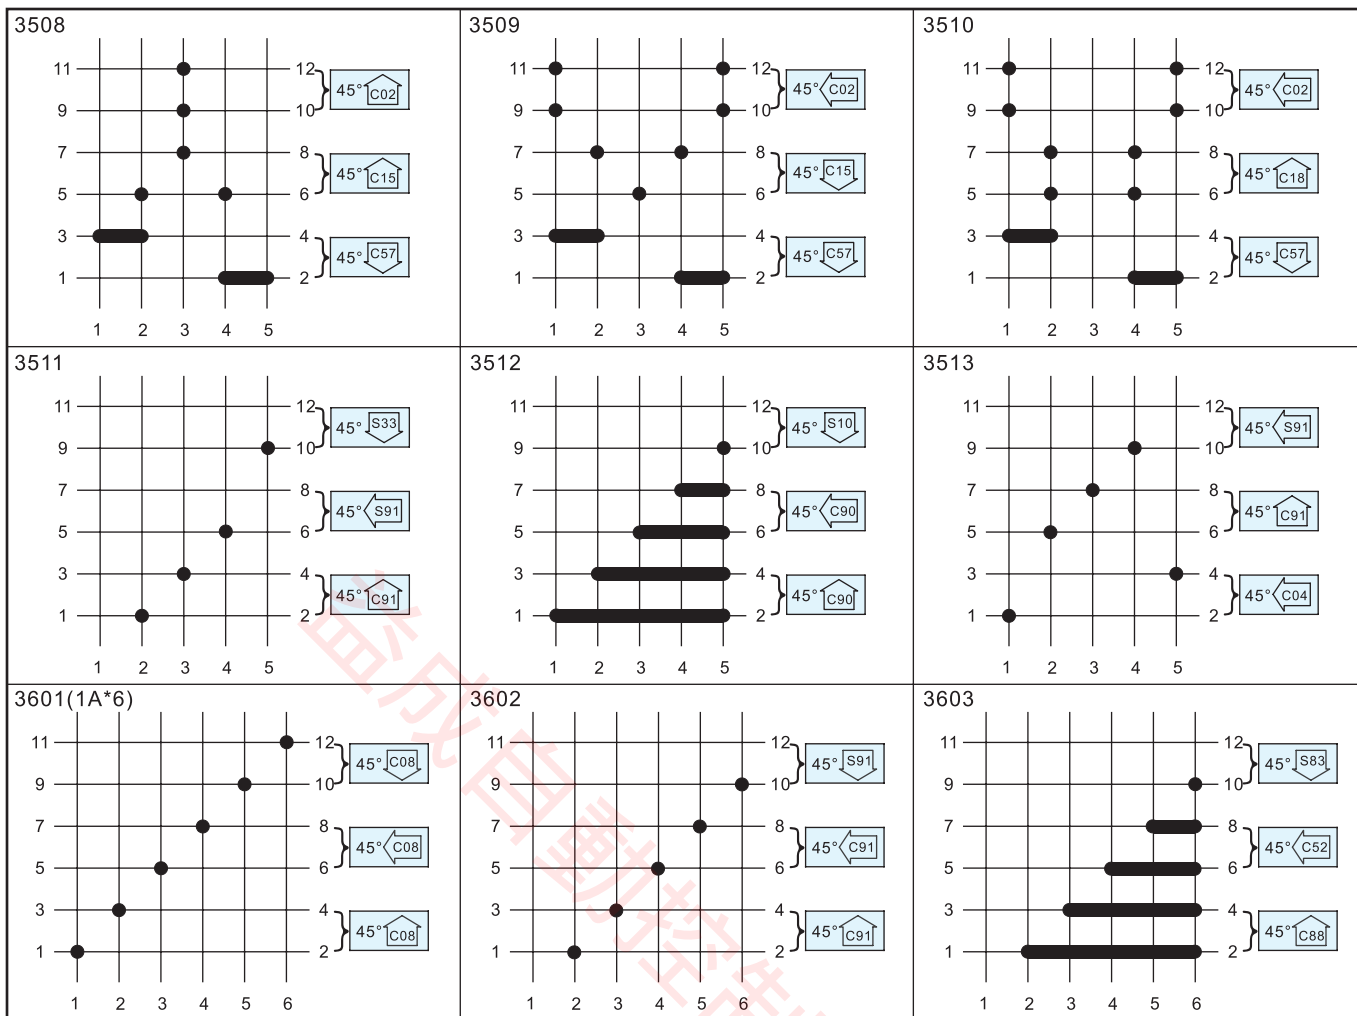 3508
11 12
45° C02
9 10
7 8
45° C15
5 6
3 4
45° C57
1 2
1 2 3 4 5
3509
11 12
45° C02
9 10
7 8
45° C15
5 6
3 4
45° C57
1 2
1 2 3 4 5
3510
11 12
45° C02
9 10
7 8
45° C18
5 6
3 4
45° C57
1 2
1 2 3 4 5
3511
11 12
45° S33
9 10
7 8
45° S91
5 6
3 4
45° C91
1 2
1 2 3 4 5
3512
11 12
45° S10
9 10
7 8
45° C90
5 6
3 4
45° C90
1 2
1 2 3 4 5
3513
11 12
45° S91
9 10
7 8
45° C91
5 6
3 4
45° C04
1 2
1 2 3 4 5
3601(1A*6)
11 12
45° C08
9 10
7 8
45° C08
5 6
3 4
45° C08
1 2
1 2 3 4 5 6
3602
11 12
45° S91
9 10
7 8
45° C91
5 6
3 4
45° C91
1 2
1 2 3 4 5 6
3603
11 12
45° S83
9 10
7 8
45° C52
5 6
3 4
45° C88
1 2
1 2 3 4 5 6
益成自動控制